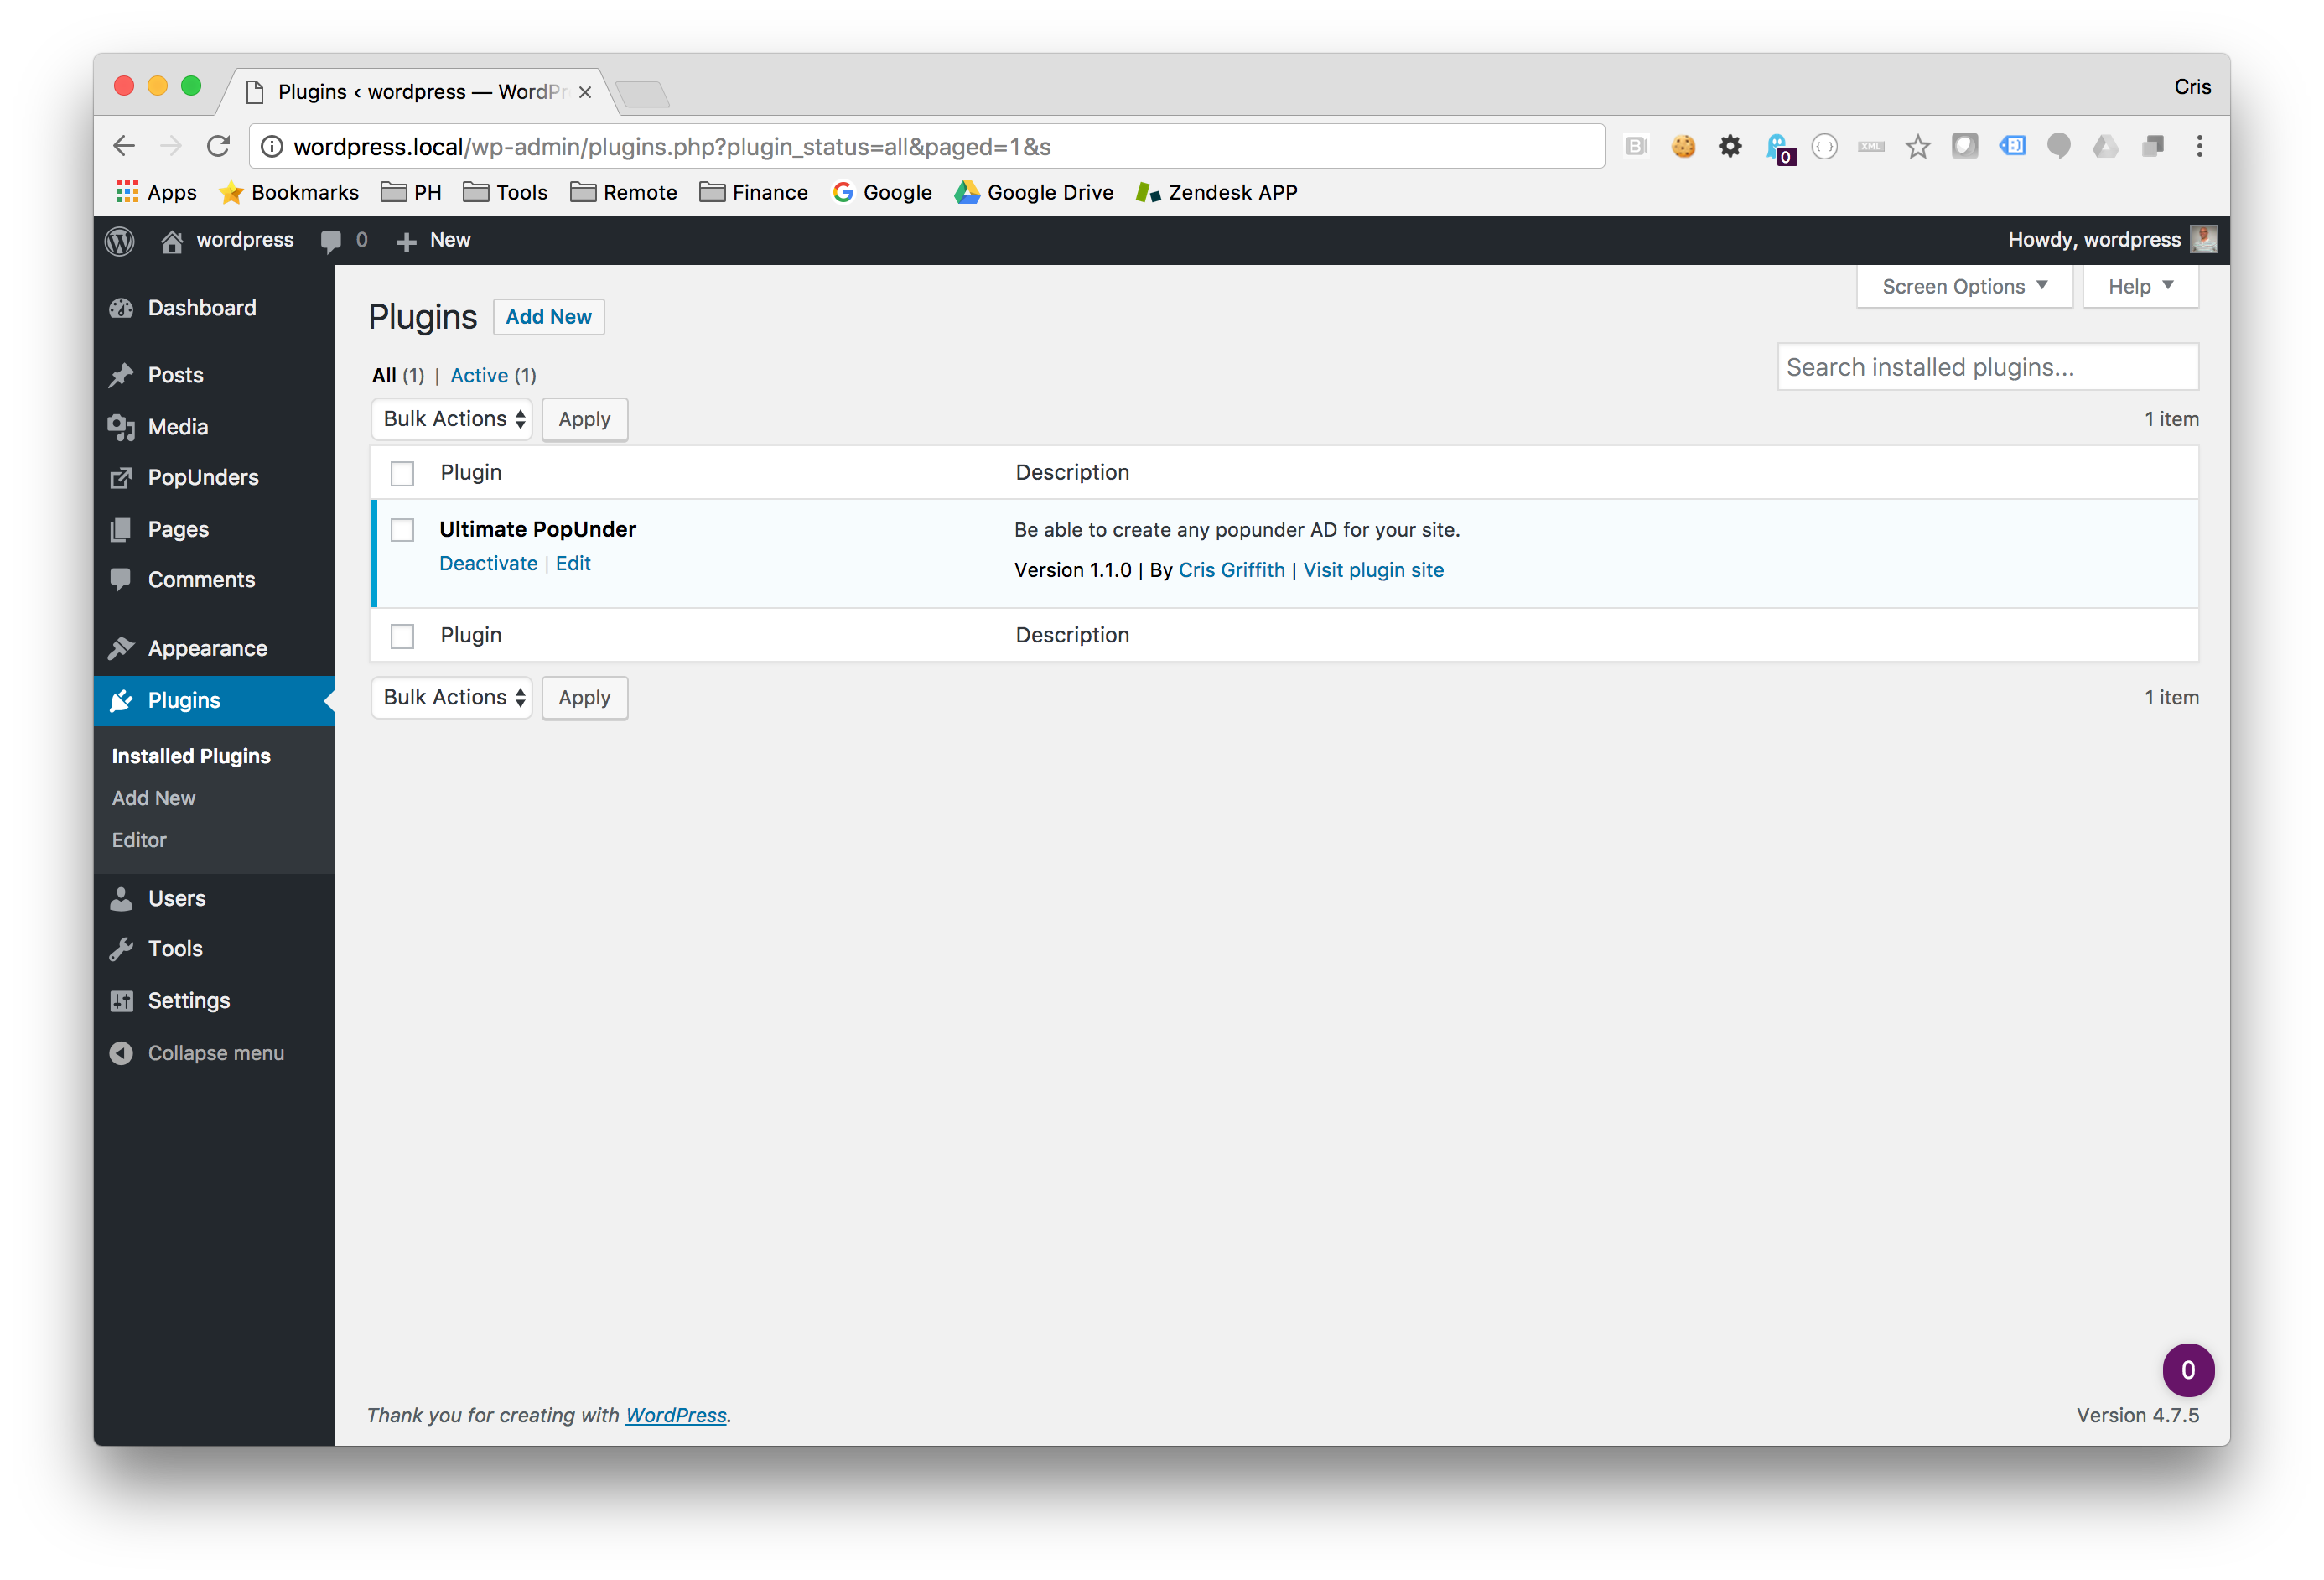 Plugins ‹ wordpress — WordPr
Cris
wordpress.local/wp-admin/plugins.php?plugin_status=all&paged=1&s
0
XML
Apps Bookmarks PH Tools Remote Finance Google Google Drive Zendesk APP
wordpress 0 New
Howdy, wordpress
Dashboard
Posts
Media
PopUnders
Pages
Comments
Appearance
Plugins
Installed Plugins
Add New
Editor
Users
Tools
Settings
Collapse menu
Screen Options
Help
Plugins Add New
Search installed plugins...
All (1) | Active (1)
Bulk Actions Apply
1 item
Plugin Description
Ultimate PopUnder
Deactivate | Edit
Be able to create any popunder AD for your site.
Version 1.1.0 | By Cris Griffith | Visit plugin site
Plugin Description
Bulk Actions Apply
1 item
0
Thank you for creating with WordPress.
Version 4.7.5